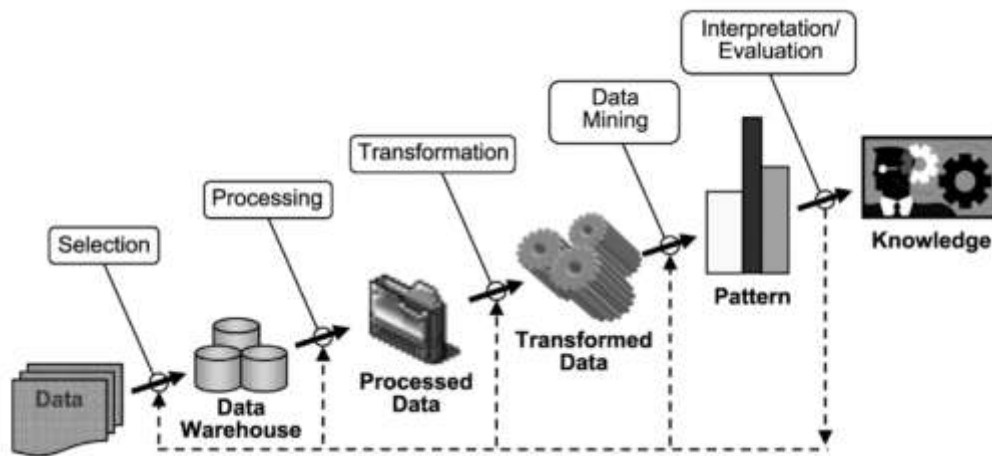 Interpretation/
Evaluation
Data
Mining
Transformation
Processing
Selection
Knowledge
Pattern
Transformed
Data
Processed
Data
Data
Warehouse
Data